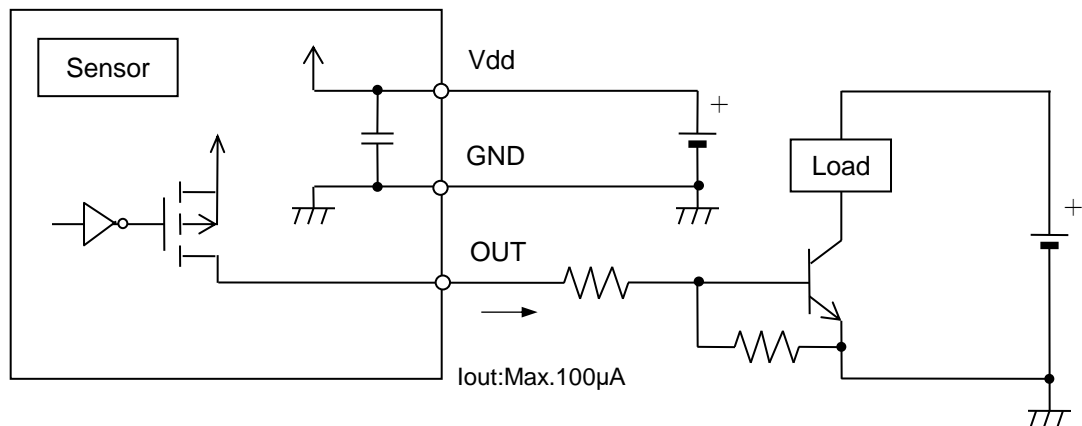 Sensor
Vdd
+
GND
Load
+
OUT
Iout:Max.100µA